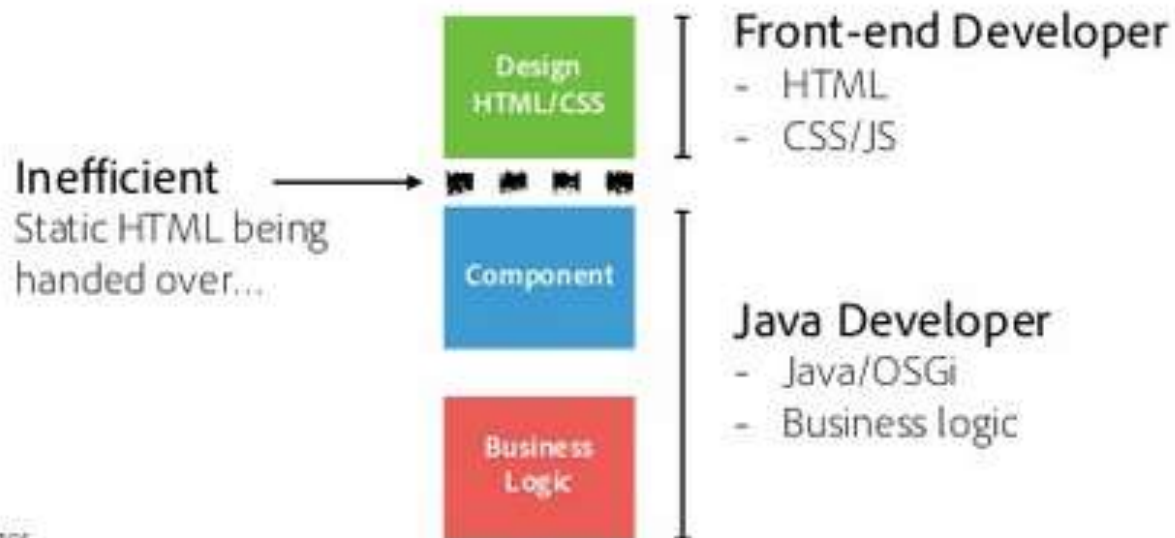 Design
HTML/CSS
Front-end Developer
- HTML
- CSS/JS
Inefficient
Static HTML being
handed over...
Component
Java Developer
- Java/OSGi
- Business logic
Business
Logic